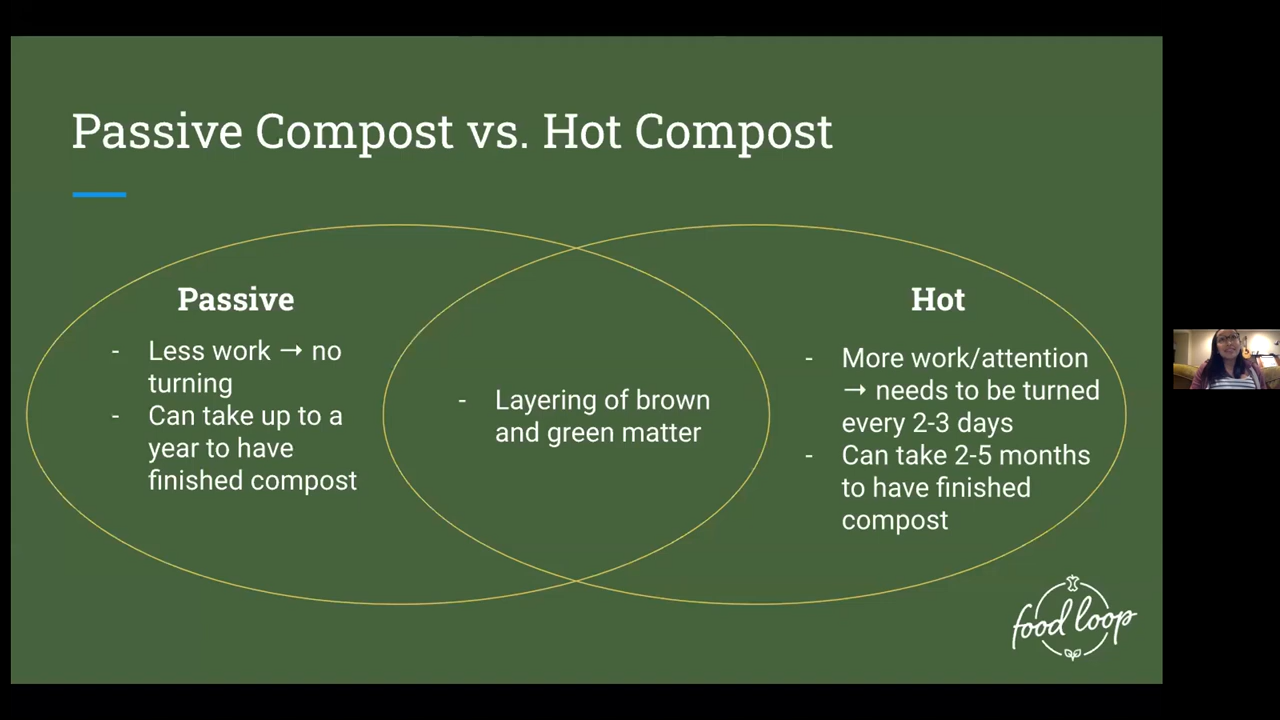 Passive Compost vs. Hot Compost
Passive
- Less work → no
turning
- Can take up to a
year to have
finished compost
- Layering of brown
and green matter
Hot
- More work/attention
→ needs to be turned
every 2-3 days
- Can take 2-5 months
to have finished
compost
food loop